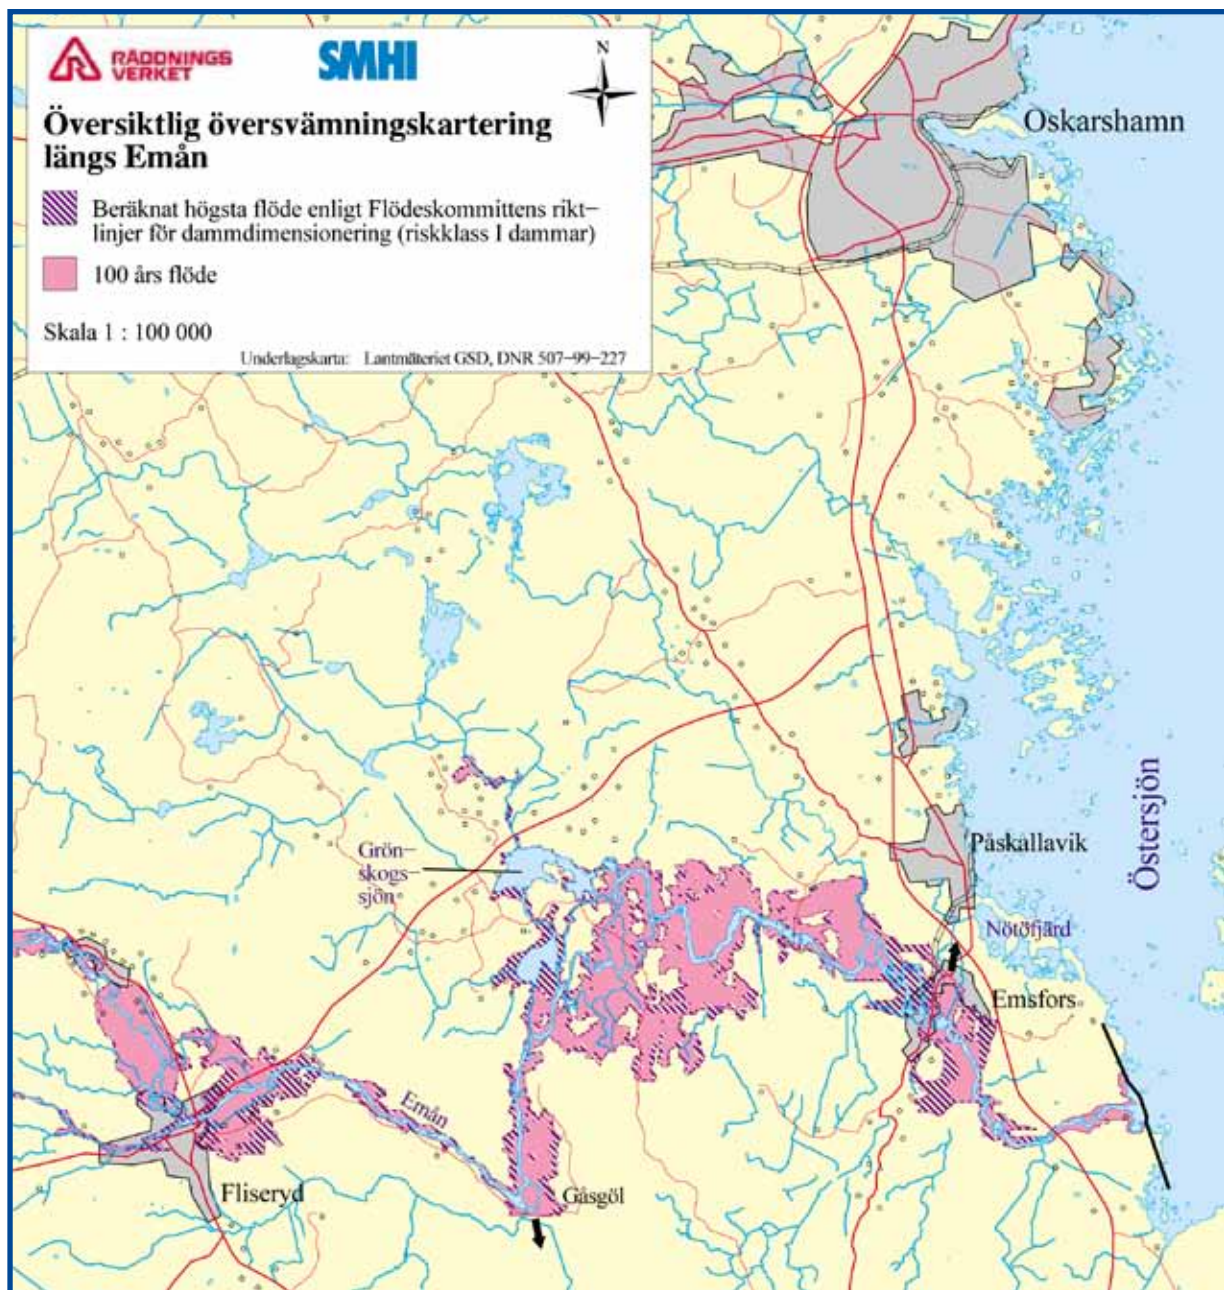 RÄDDNINGS
VERKET
SMHI
N
Översiktlig översvämningskartering
längs Emån
Beräknat högsta flöde enligt Flödeskommittens rikt–
linjer för dammdimensionering (riskklass I dammar)
100 års flöde
Skala 1 : 100 000
Underlagskarta: Lantmäteriet GSD, DNR 507–99–227
Oskarshamn
Östersjön
Påskallavik
Grön–
skogs–
sjön
Nötöfjärd
Emsfors
Emån
Fliseryd
Gåsgöl